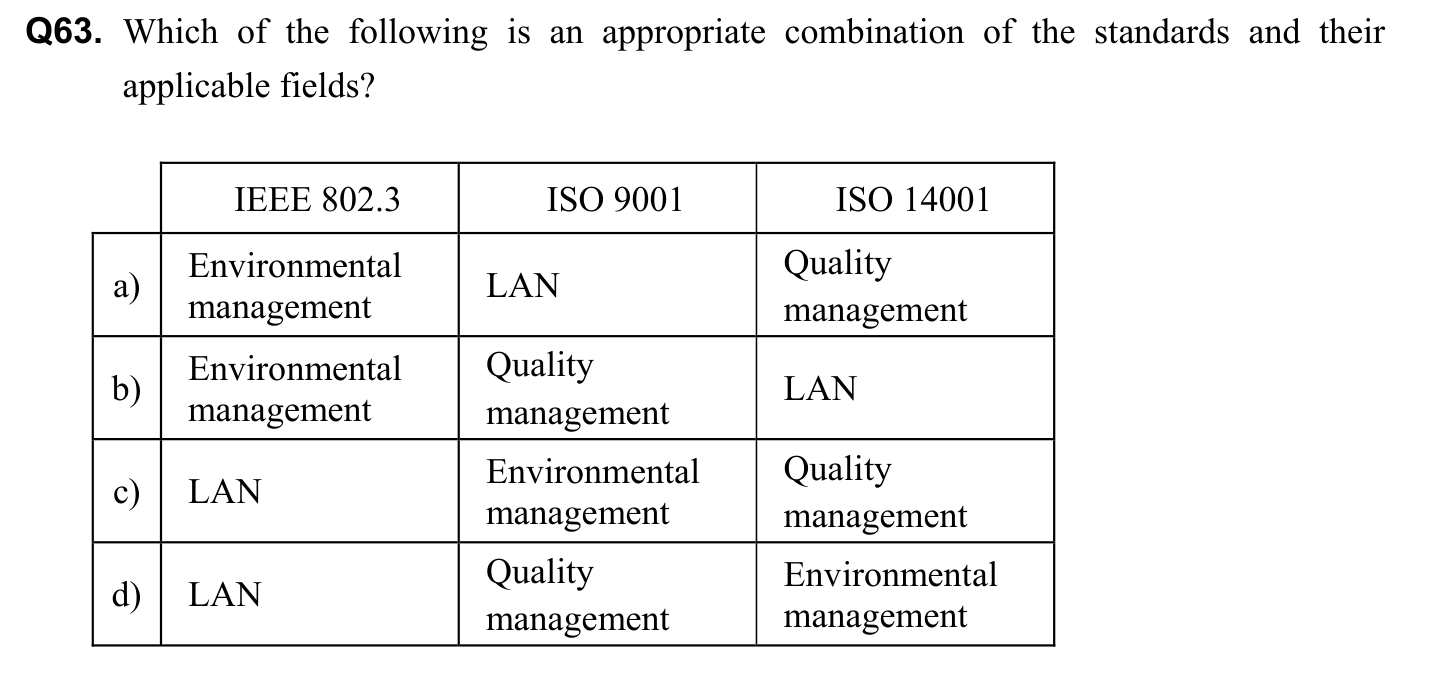 Q63. Which of the following is an appropriate combination of the standards and their
applicable fields?
IEEE 802.3 ISO 9001 ISO 14001
a) Environmental management LAN Quality management
b) Environmental management Quality management LAN
c) LAN Environmental management Quality management
d) LAN Quality management Environmental management